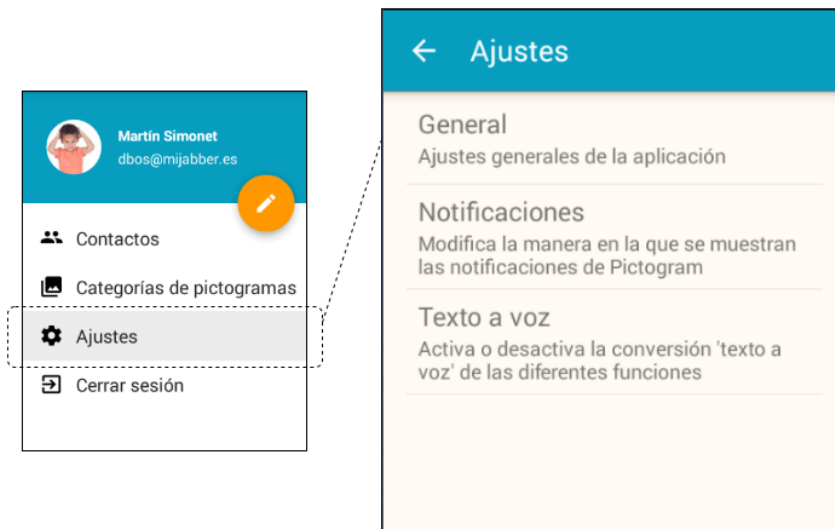 Martín Simonet
dbos@mijabber.es
Contactos
Categorías de pictogramas
Ajustes
Cerrar sesión
Ajustes
General
Ajustes generales de la aplicación
Notificaciones
Modifica la manera en la que se muestran
las notificaciones de Pictogram
Texto a voz
Activa o desactiva la conversión 'texto a
voz' de las diferentes funciones